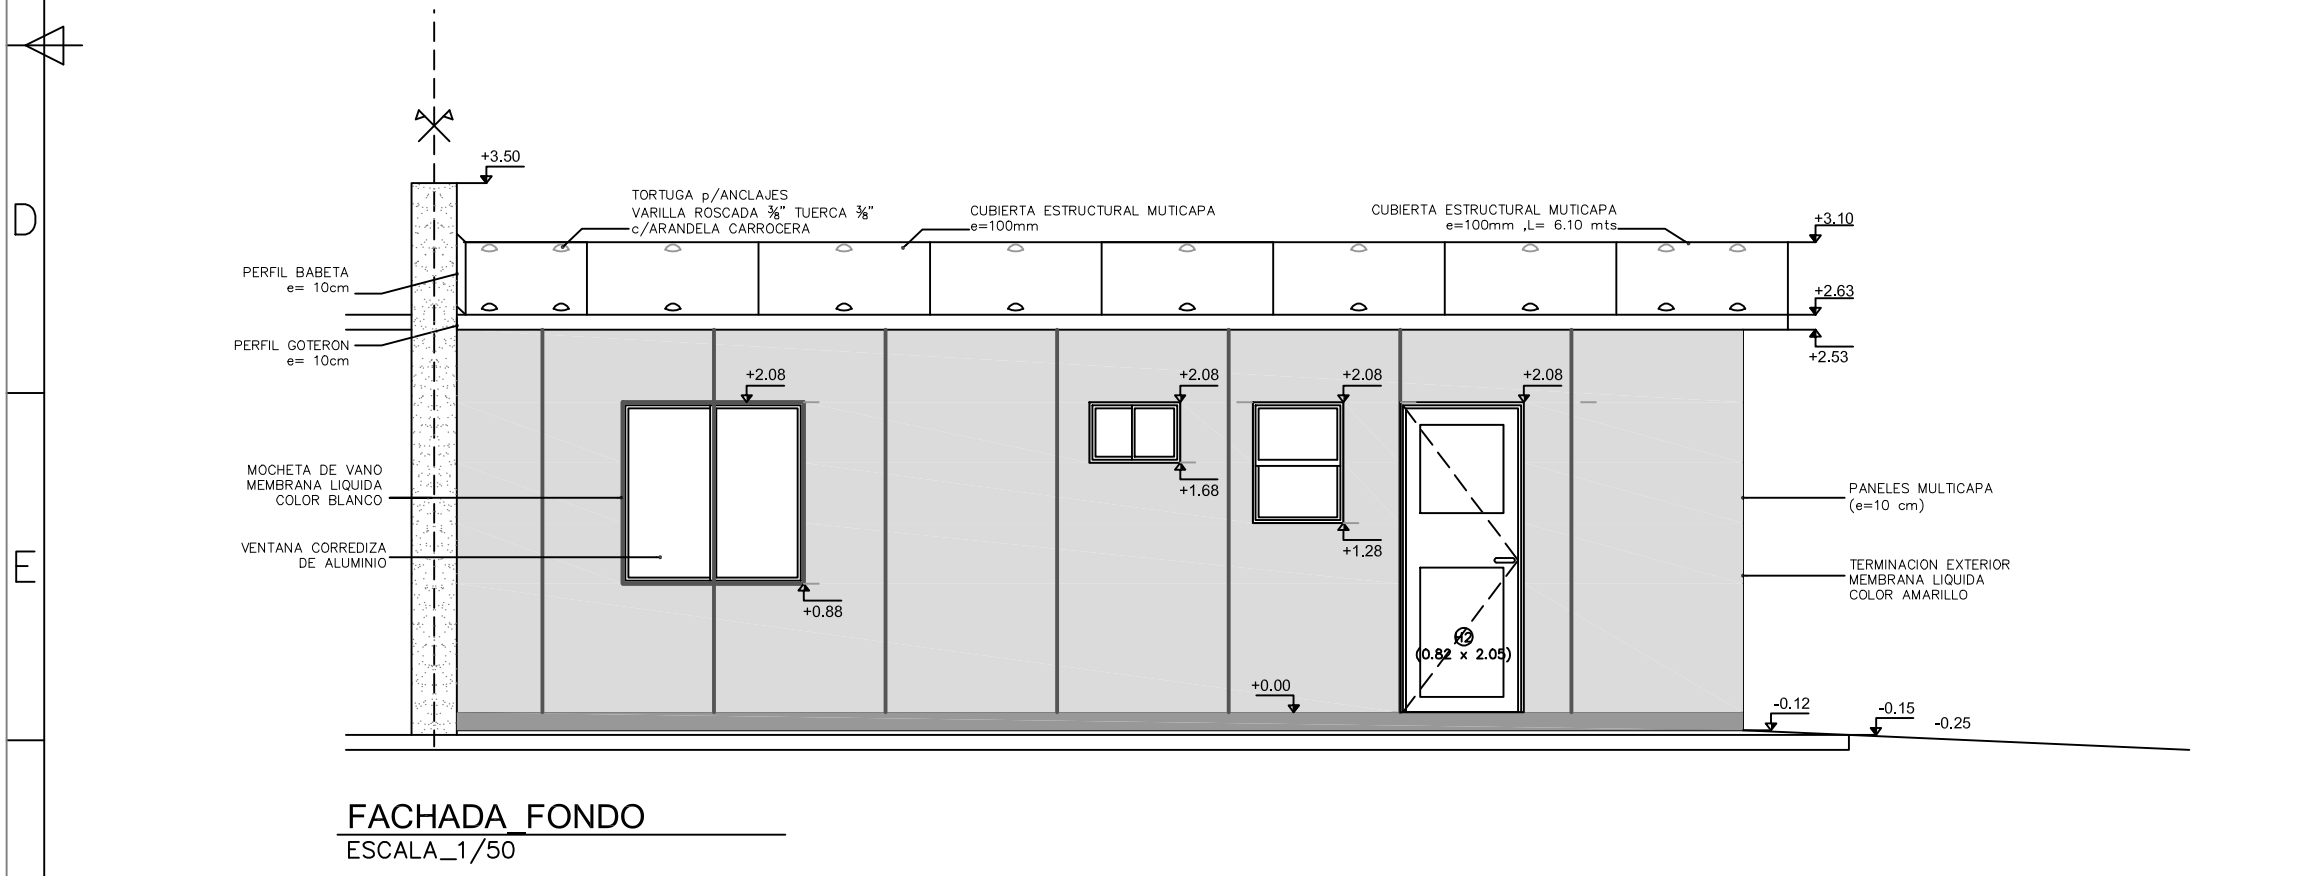 +3.50
TORTUGA p/ANCLAJES
VARILLA ROSCADA ⅜" TUERCA ⅜"
c/ARANDELA CARROCERA
CUBIERTA ESTRUCTURAL MUTICAPA
e=100mm
CUBIERTA ESTRUCTURAL MUTICAPA
e=100mm ,L= 6.10 mts
+3.10
D
PERFIL BABETA
e= 10cm
+2.63
PERFIL GOTERON
e= 10cm
+2.53
+2.08
+2.08
+2.08
+2.08
MOCHETA DE VANO
MEMBRANA LIQUIDA
COLOR BLANCO
+1.68
PANELES MULTICAPA
(e=10 cm)
VENTANA CORREDIZA
DE ALUMINIO
+1.28
E
TERMINACION EXTERIOR
MEMBRANA LIQUIDA
COLOR AMARILLO
+0.88
(0.82 x 2.05)
+0.00
-0.12
-0.15
-0.25
FACHADA_FONDO
ESCALA_1/50